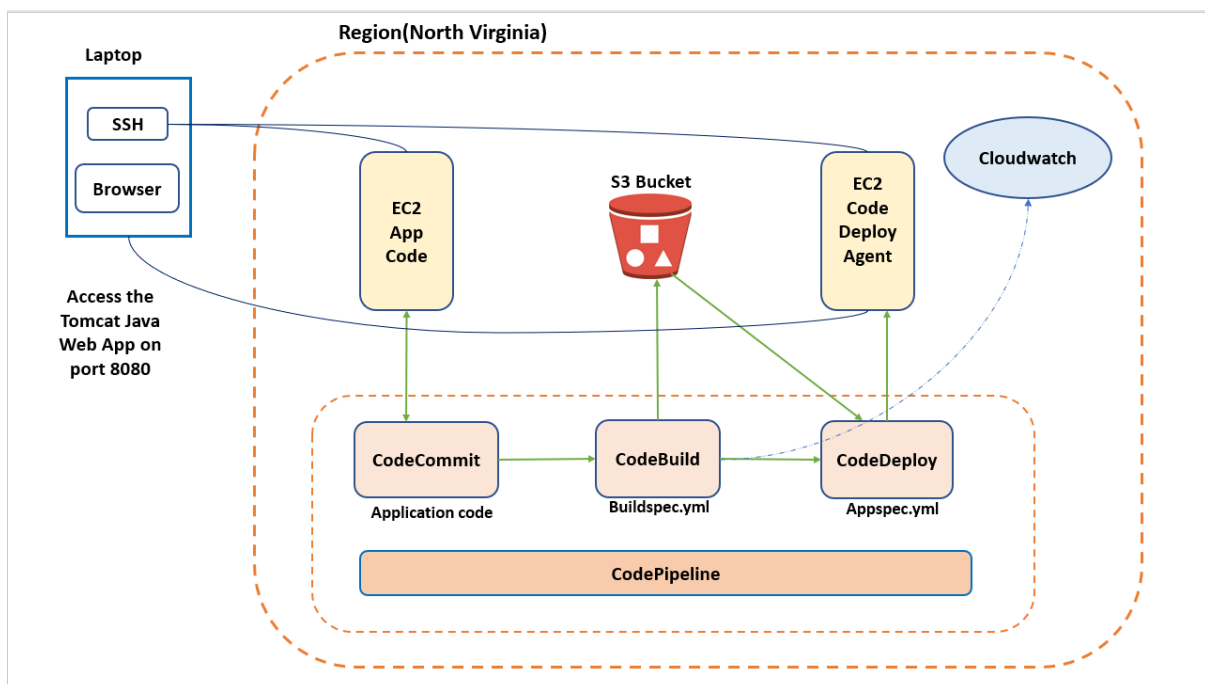 Region(North Virginia)
Laptop
SSH
Browser
Access the
Tomcat Java
Web App on
port 8080
EC2
App
Code
S3 Bucket
EC2
Code
Deploy
Agent
Cloudwatch
CodeCommit
Application code
CodeBuild
Buildspec.yml
CodeDeploy
Appspec.yml
CodePipeline